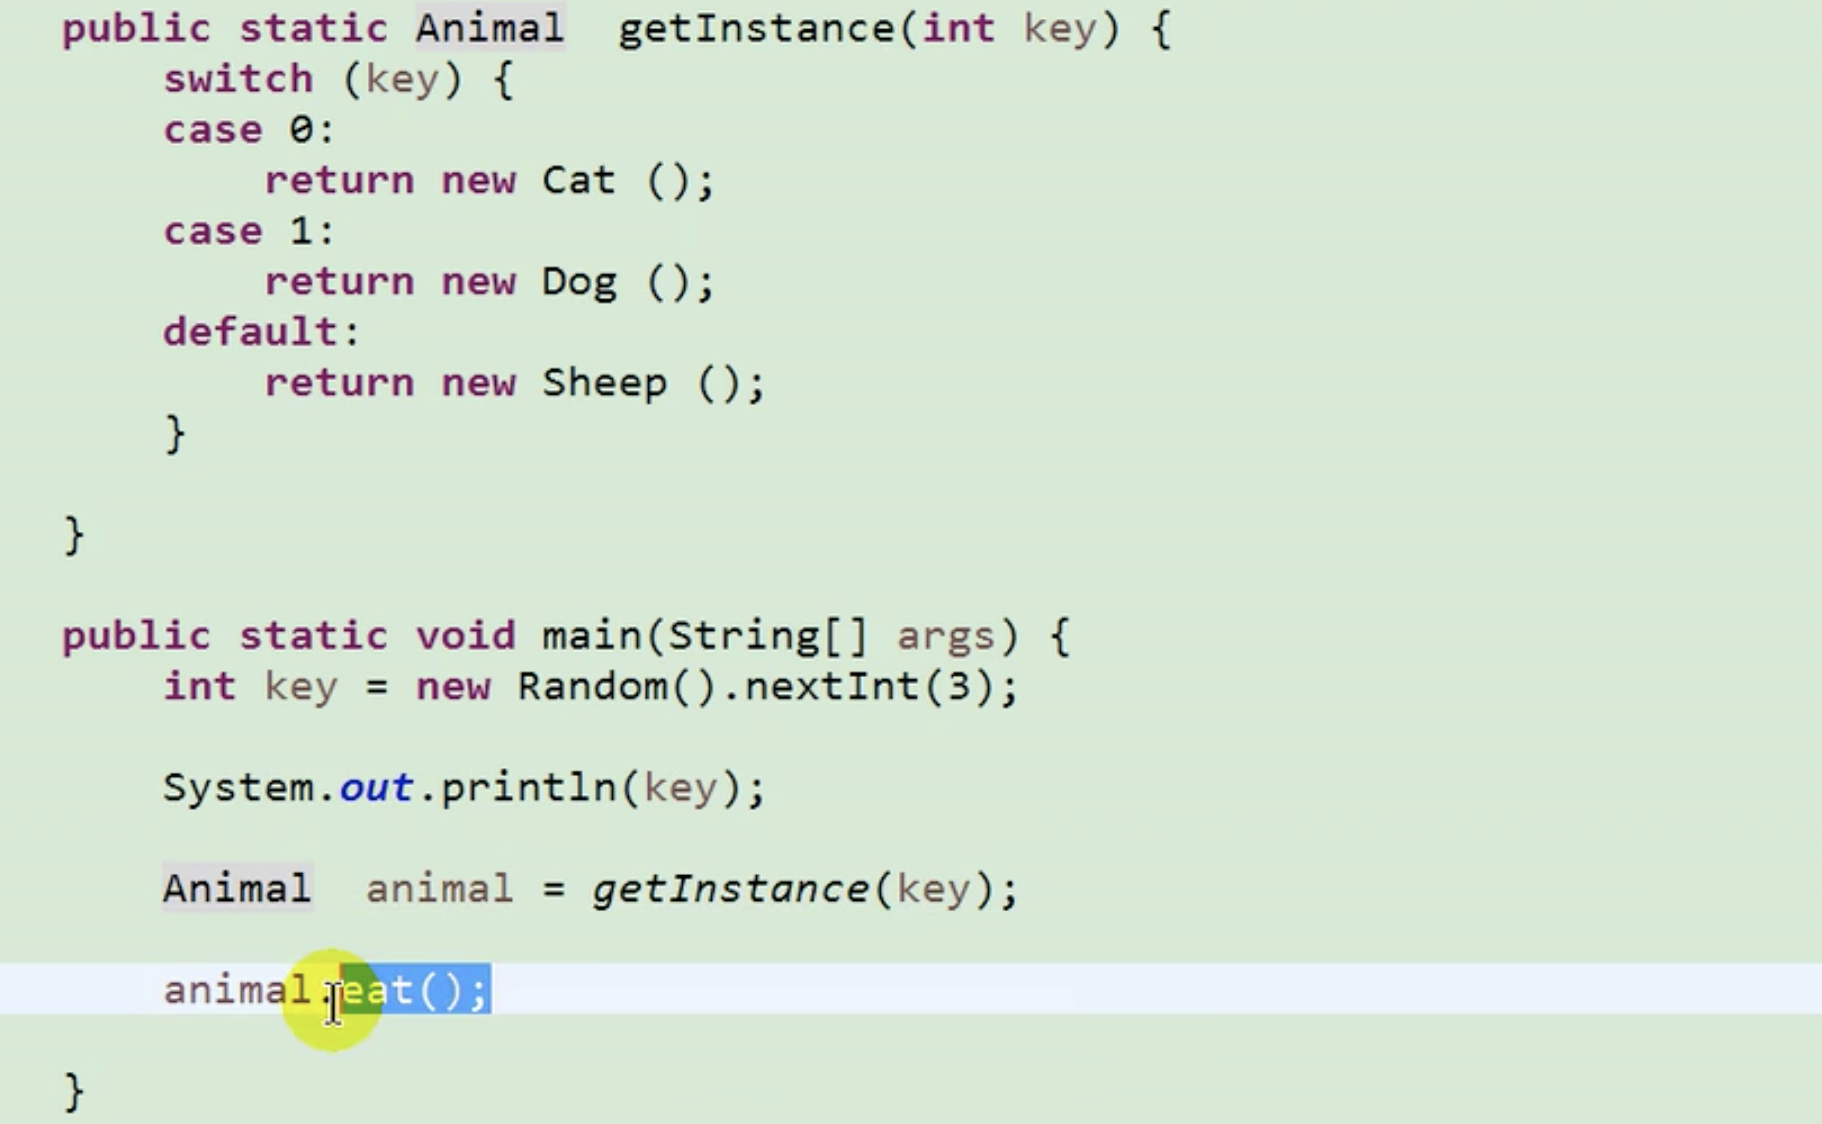 public static Animal  getInstance(int key) {
switch (key) {
case 0:
return new Cat ();
case 1:
return new Dog ();
default:
return new Sheep ();
}
}
public static void main(String[] args) {
int key = new Random().nextInt(3);
System.out.println(key);
Animal  animal = getInstance(key);
animal.eat();
}